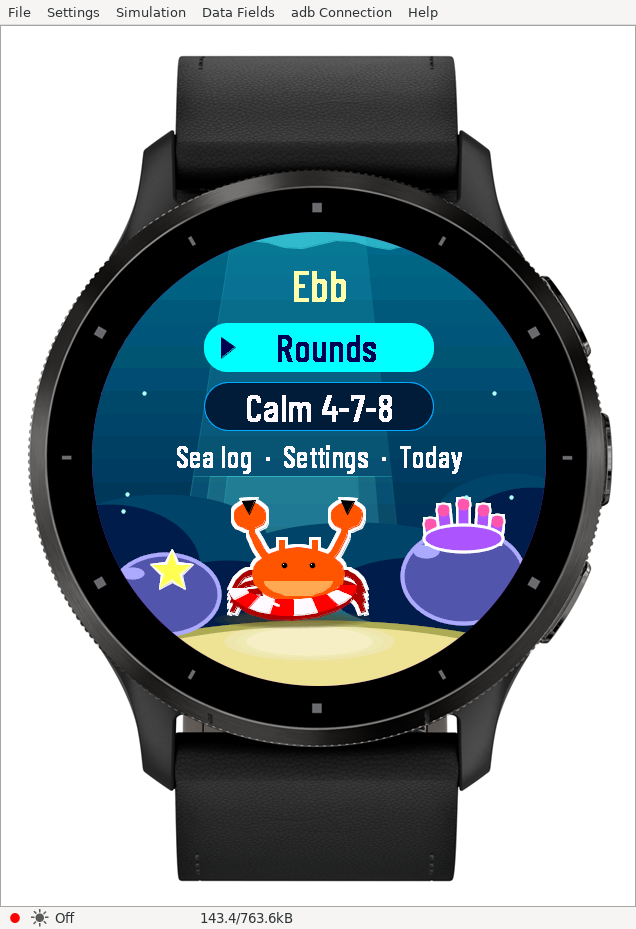 File Settings Simulation Data Fields adb Connection Help
Ebb
Rounds
Calm 4-7-8
Sea log · Settings · Today
Off 143.4/763.6kB